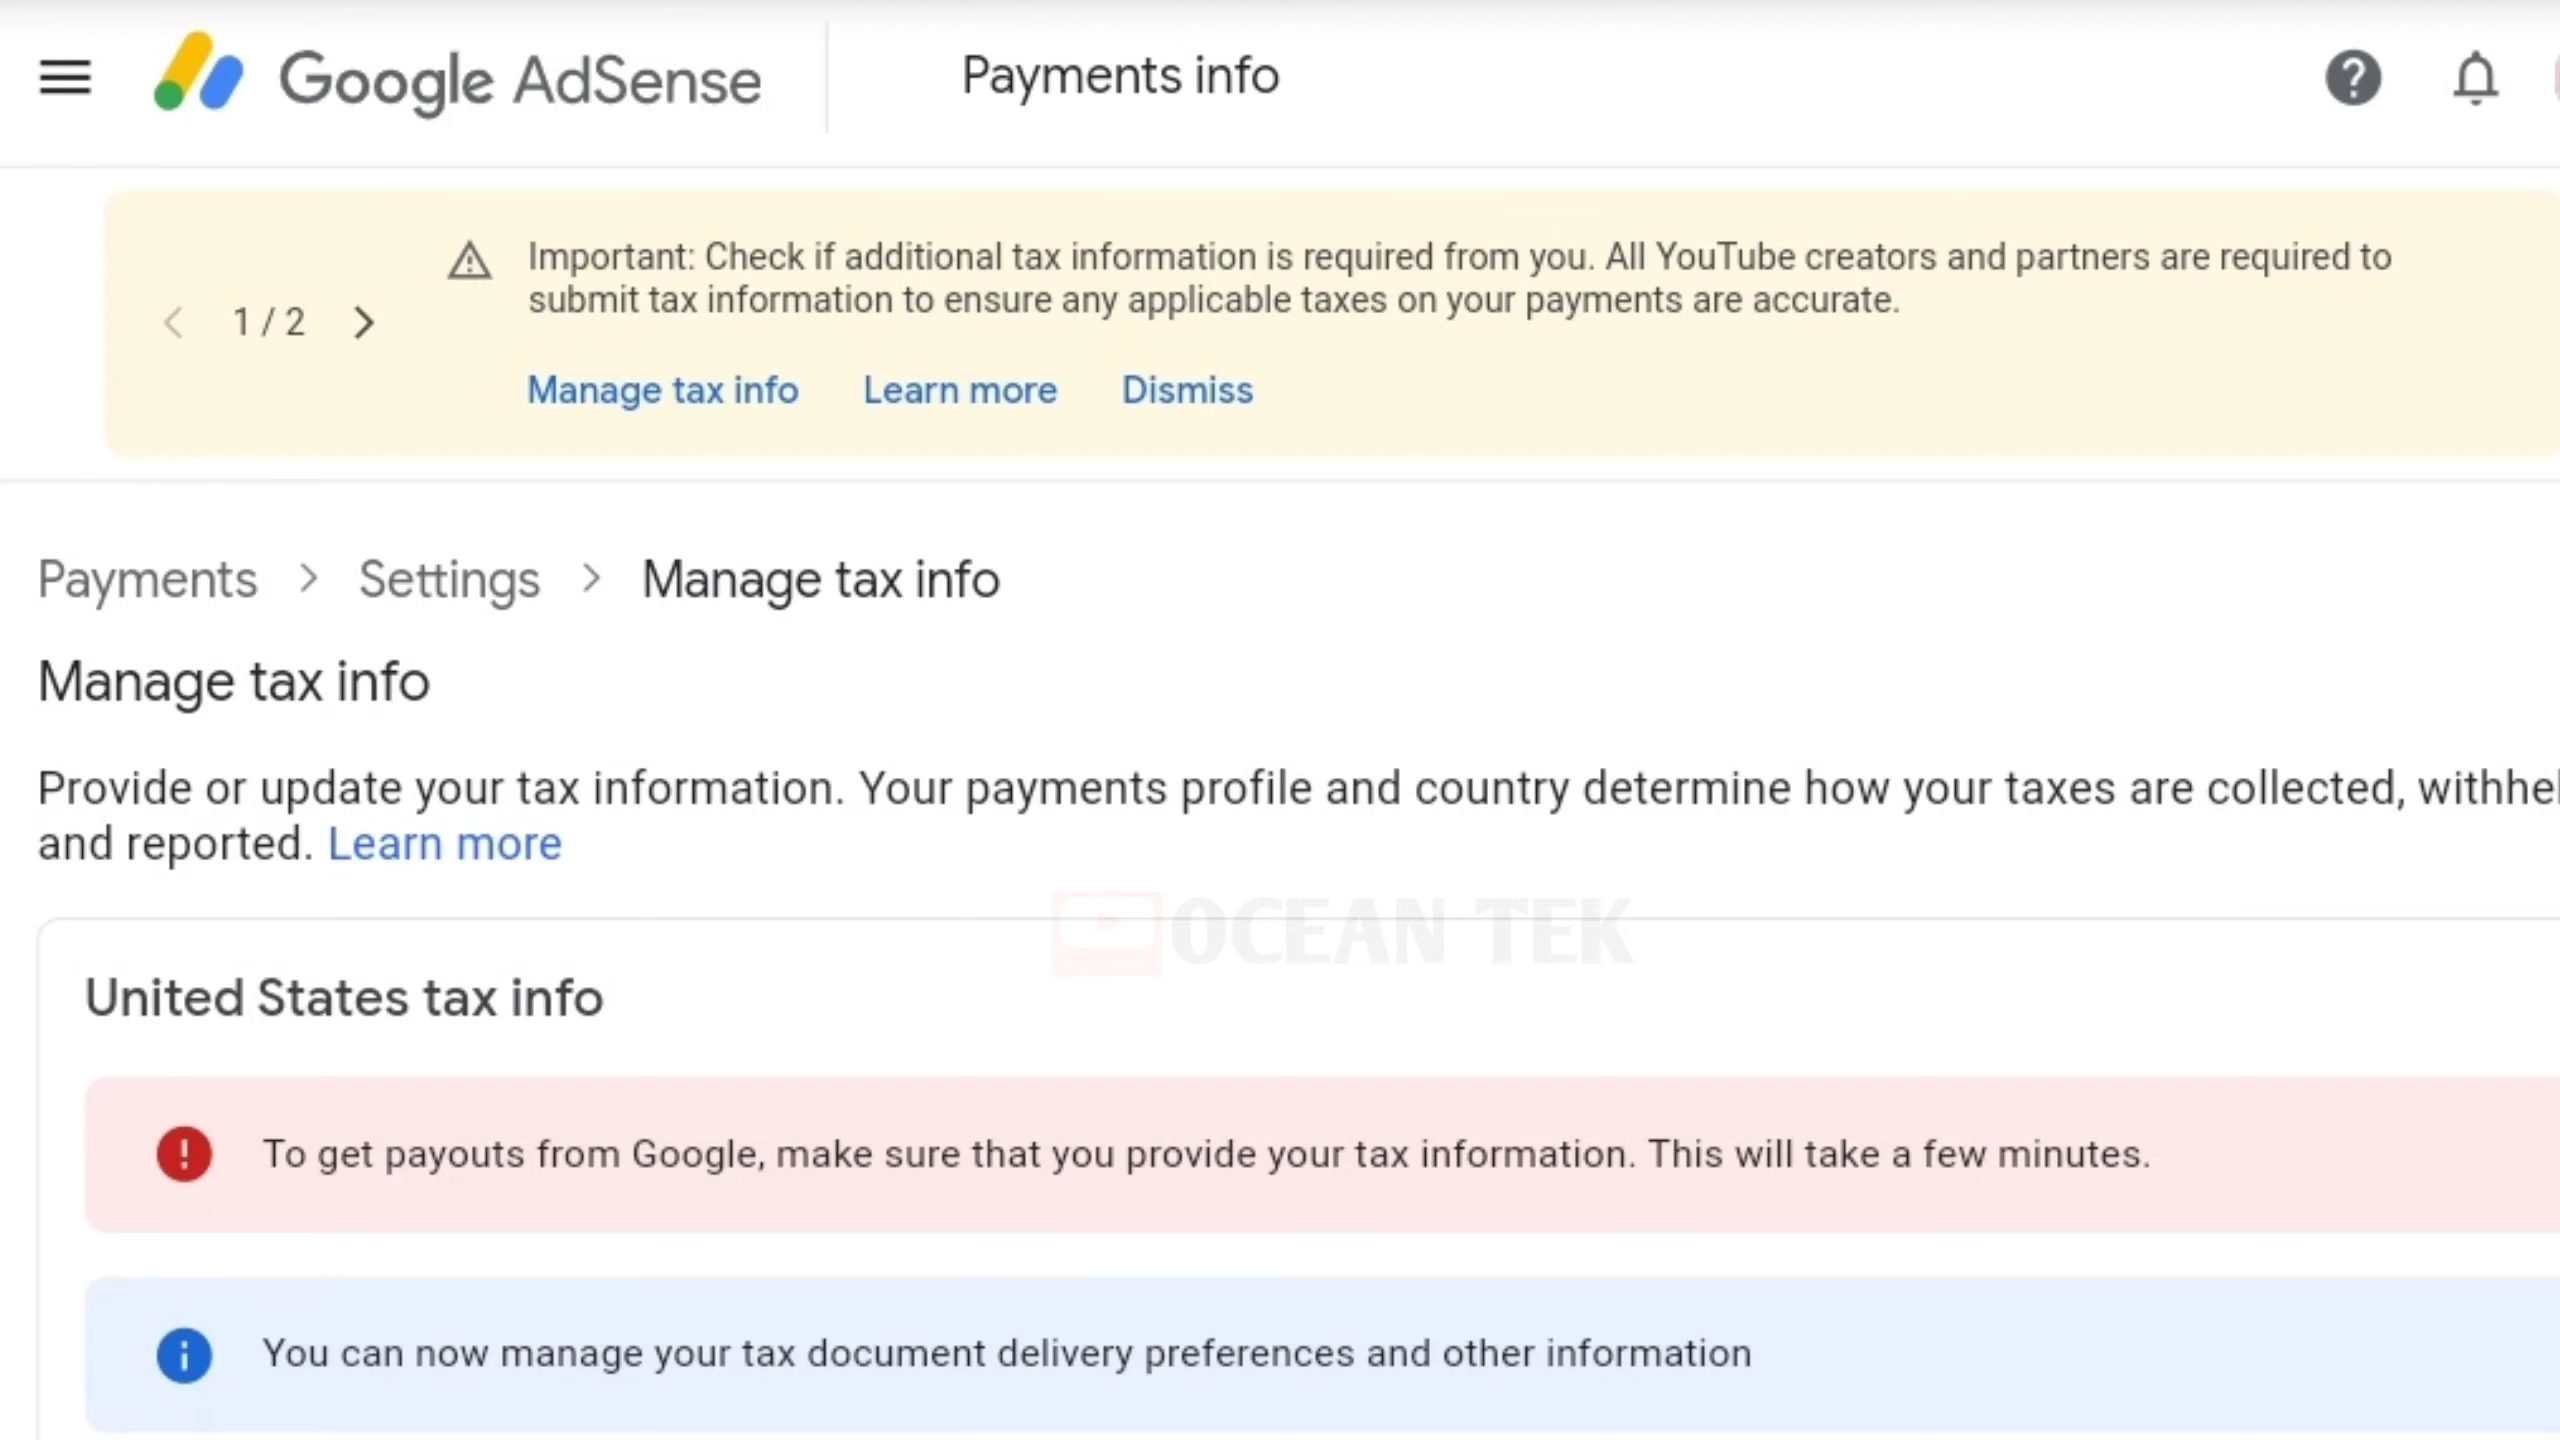 Google AdSense
Payments info
Important: Check if additional tax information is required from you. All YouTube creators and partners are required to
submit tax information to ensure any applicable taxes on your payments are accurate.
1 / 2
Manage tax info Learn more Dismiss
Payments > Settings > Manage tax info
Manage tax info
Provide or update your tax information. Your payments profile and country determine how your taxes are collected, withhel
and reported. Learn more
OCEAN TEK
United States tax info
To get payouts from Google, make sure that you provide your tax information. This will take a few minutes.
You can now manage your tax document delivery preferences and other information